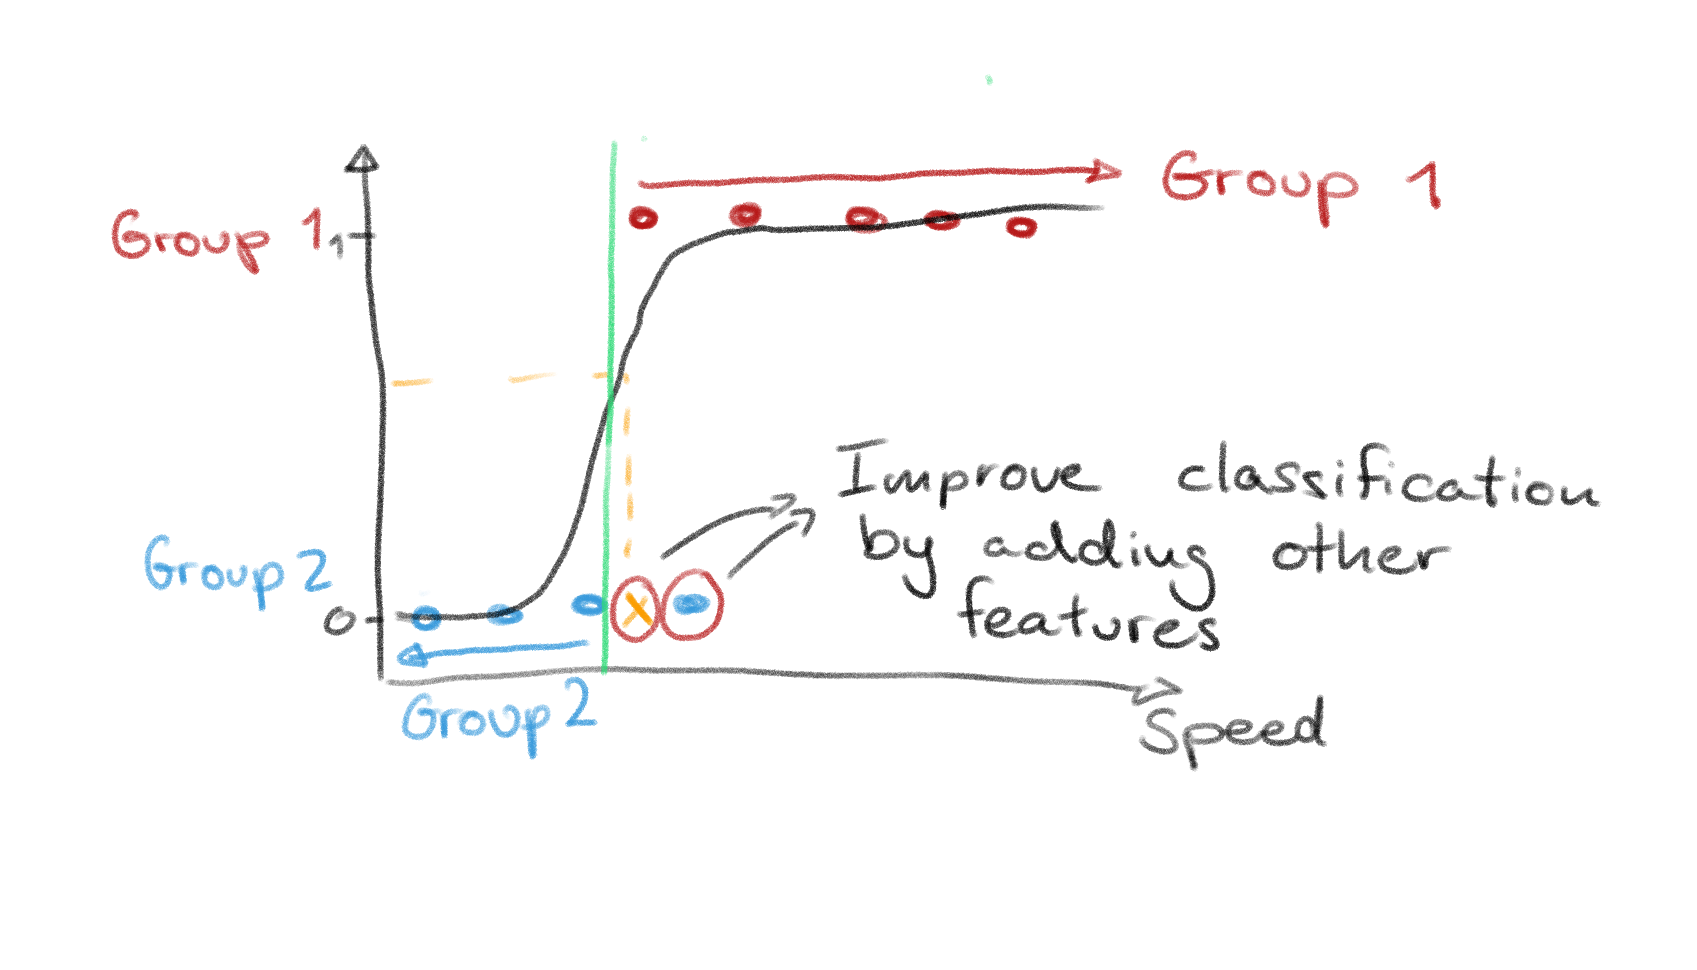 Group 1
Group 1
1
Improve classification
by adding other
features
Group 2
0
Group 2
Speed